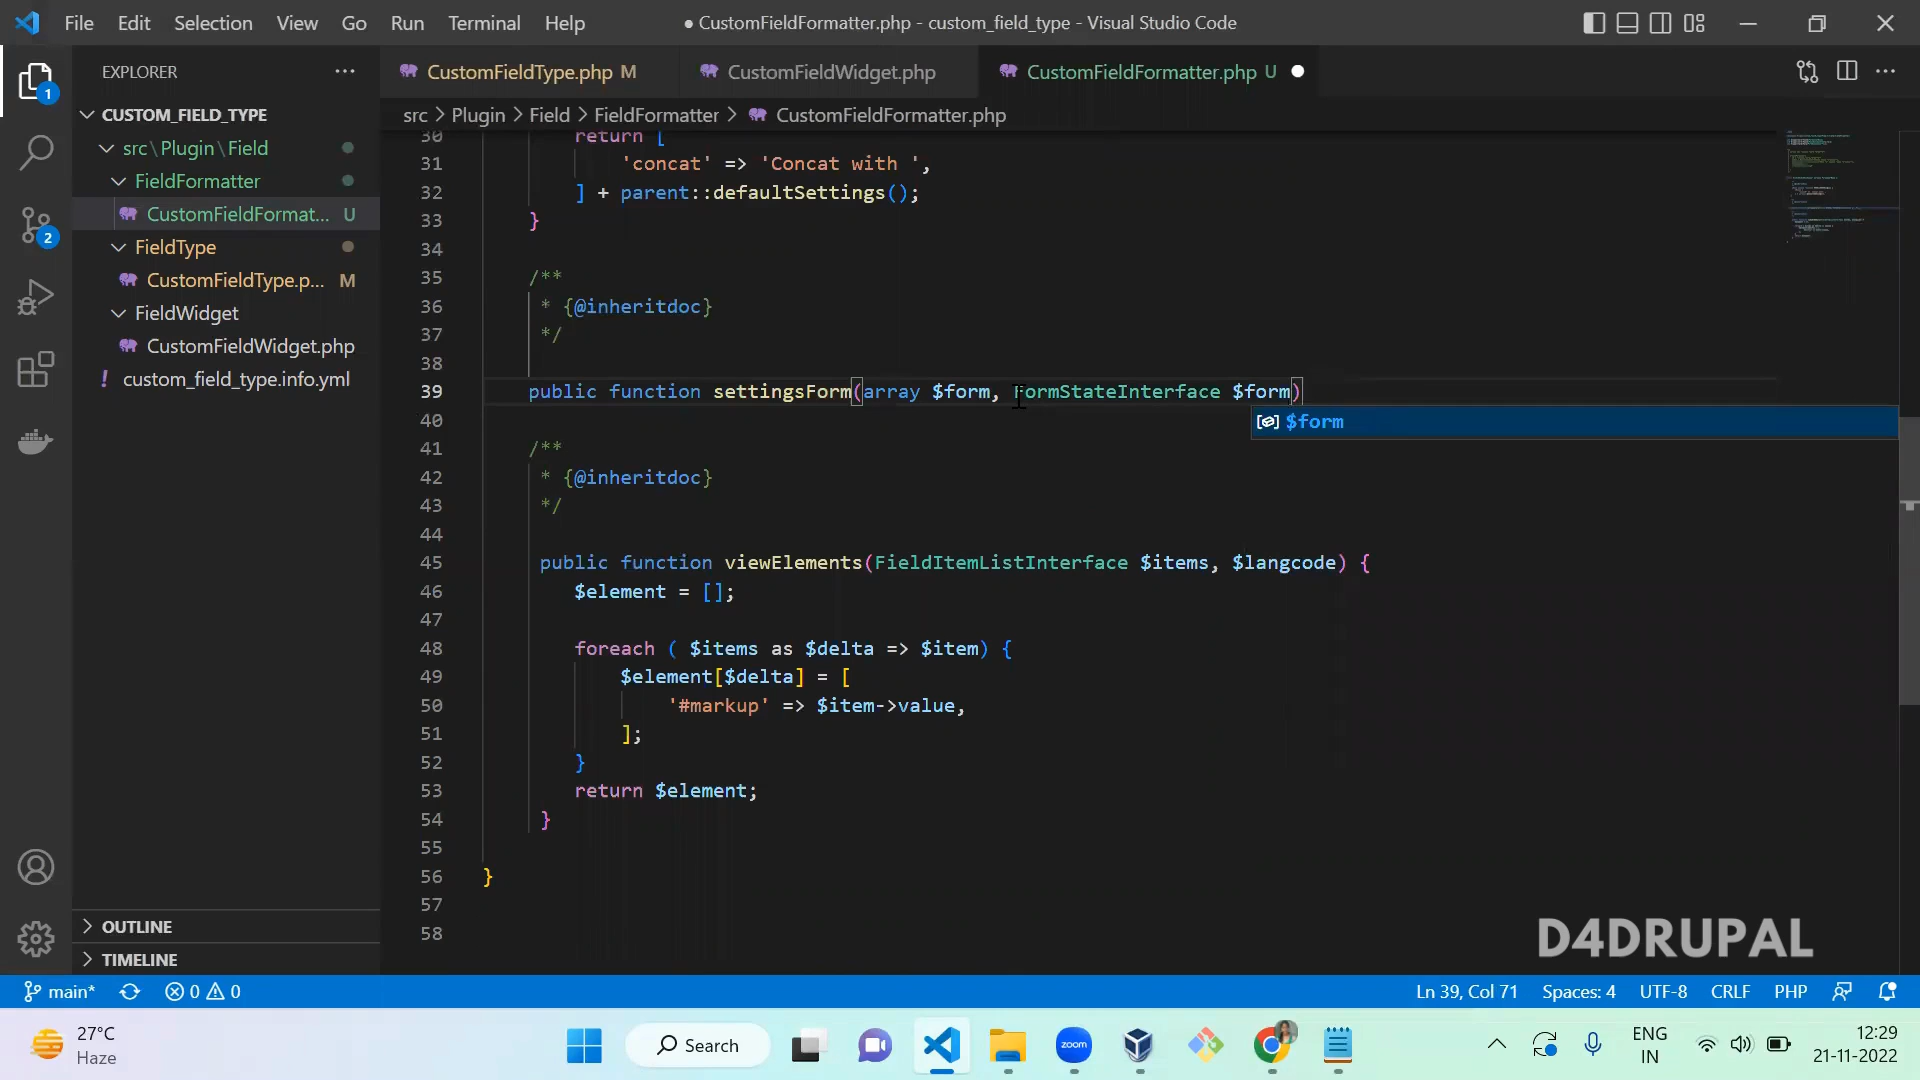 File Edit Selection View Go Run Terminal Help
● CustomFieldFormatter.php - custom_field_type - Visual Studio Code
EXPLORER
CustomFieldType.php M
CustomFieldWidget.php
CustomFieldFormatter.php U
src > Plugin > Field > FieldFormatter > CustomFieldFormatter.php
1
2
CUSTOM_FIELD_TYPE
src\Plugin\Field
FieldFormatter
CustomFieldFormat... U
FieldType
CustomFieldType.p... M
FieldWidget
CustomFieldWidget.php
! custom_field_type.info.yml
OUTLINE
TIMELINE
30 return [
31 'concat' => 'Concat with ',
32 ] + parent::defaultSettings();
33 }
34
35 /**
36 * {@inheritdoc}
37 */
38
39 public function settingsForm(array $form, FormStateInterface $form)
$form
40
41 /**
42 * {@inheritdoc}
43 */
44
45 public function viewElements(FieldItemListInterface $items, $langcode) {
46 $element = [];
47
48 foreach ( $items as $delta => $item) {
49 $element[$delta] = [
50 '#markup' => $item->value,
51 ];
52 }
53 return $element;
54 }
55
56 }
57
58
D4DRUPAL
main* 0 0
Ln 39, Col 71 Spaces: 4 UTF-8 CRLF PHP
27°C
Haze
Search
zoom
ENG
IN
12:29
21-11-2022